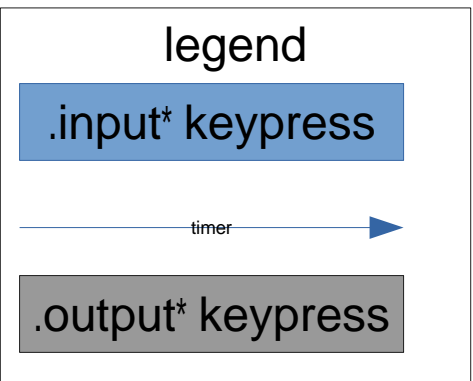 legend
.input* keypress
timer
.output* keypress